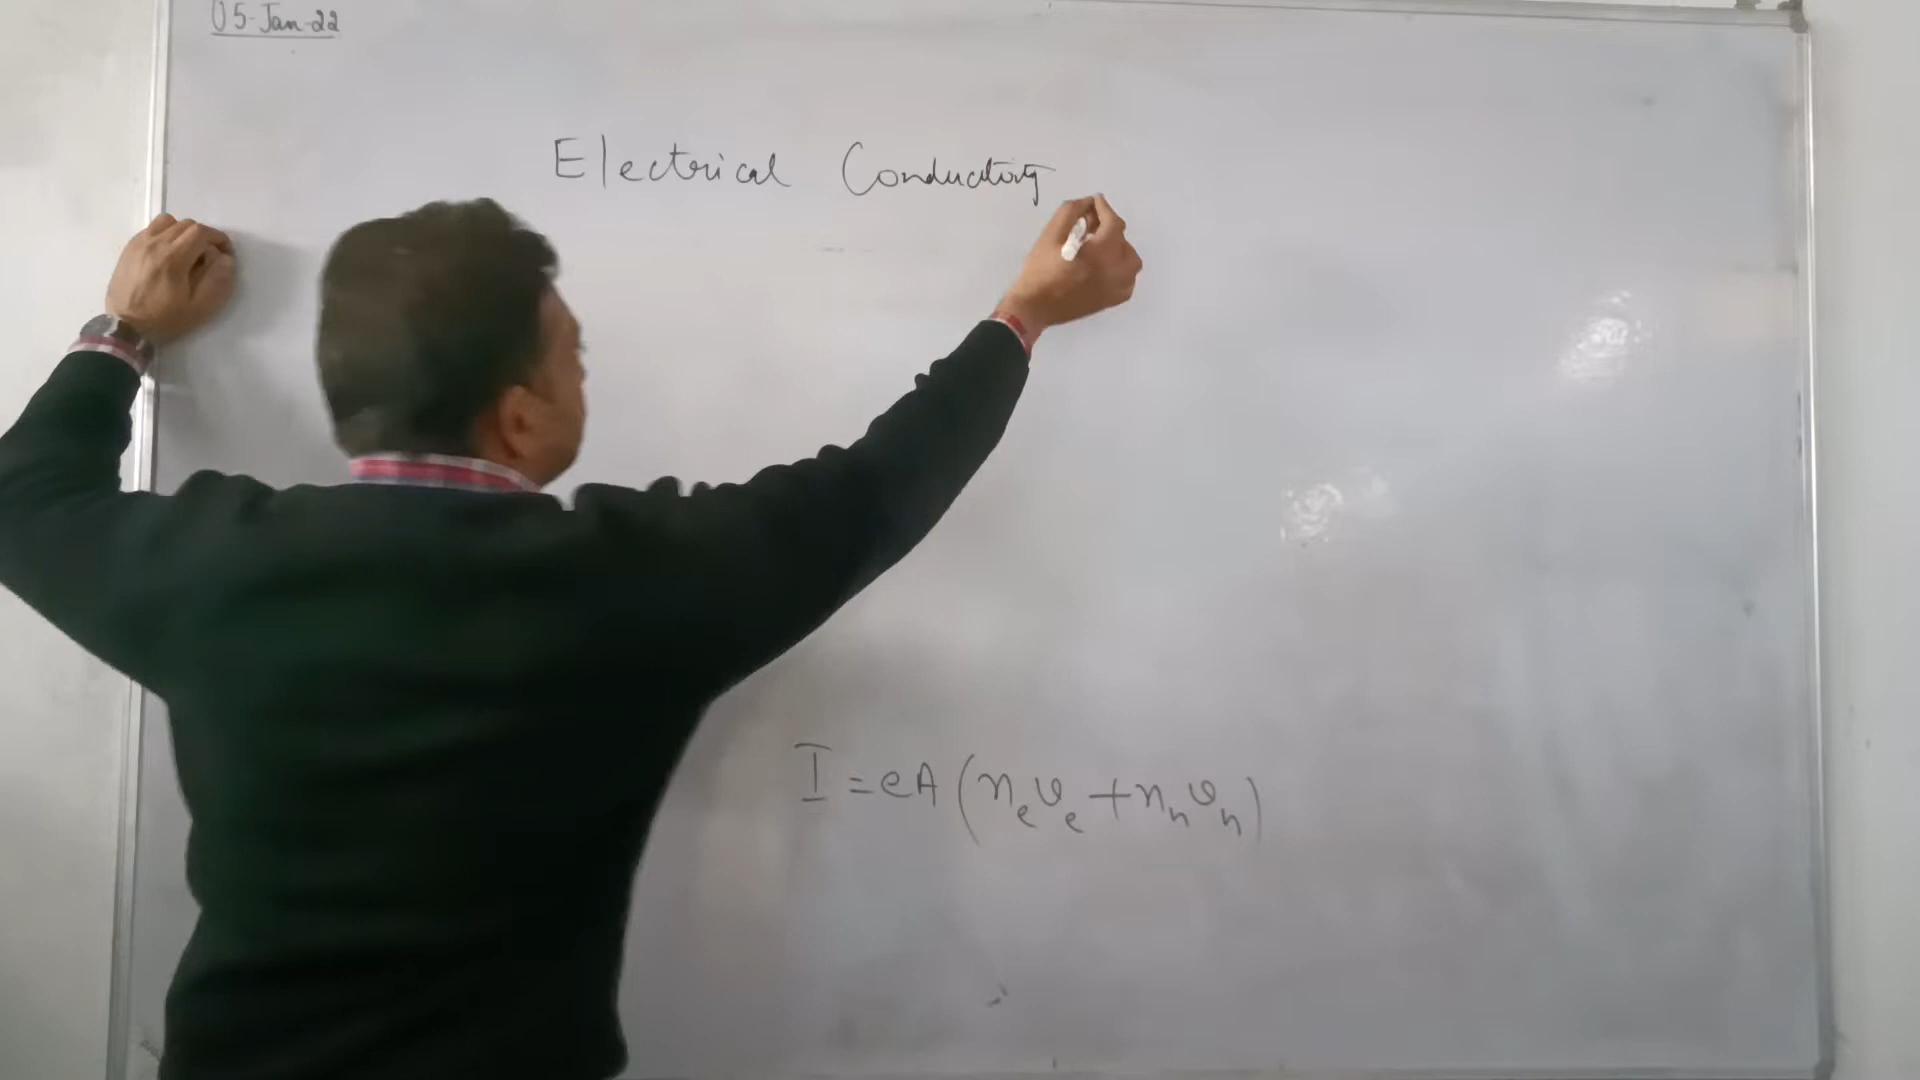 05-Jan-22
Electrical Conductivity
I = eA (nₑvₑ + nₕvₕ)